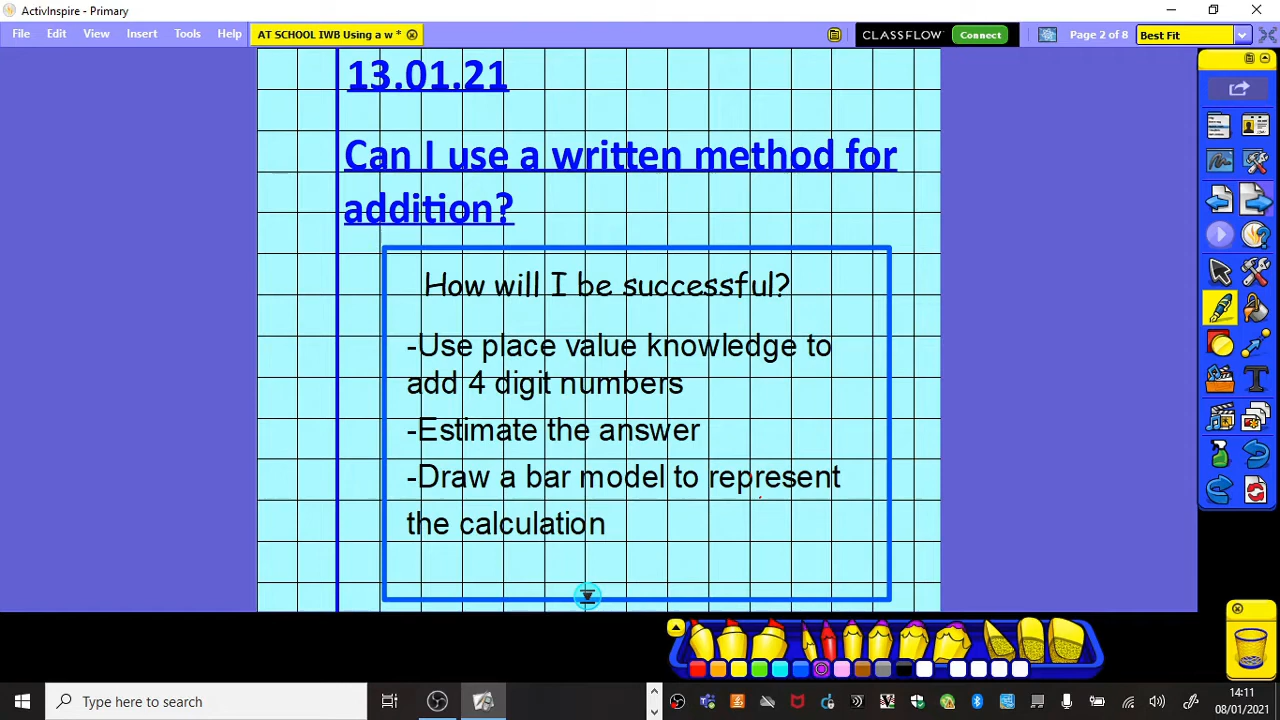 ActivInspire - Primary
File Edit View Insert Tools Help
AT SCHOOL IWB Using a w *
CLASSFLOW Connect
Page 2 of 8
Best Fit
13.01.21
Can I use a written method for
addition?
How will I be successful?
-Use place value knowledge to
add 4 digit numbers
-Estimate the answer
-Draw a bar model to represent
the calculation
Type here to search
14:11
08/01/2021